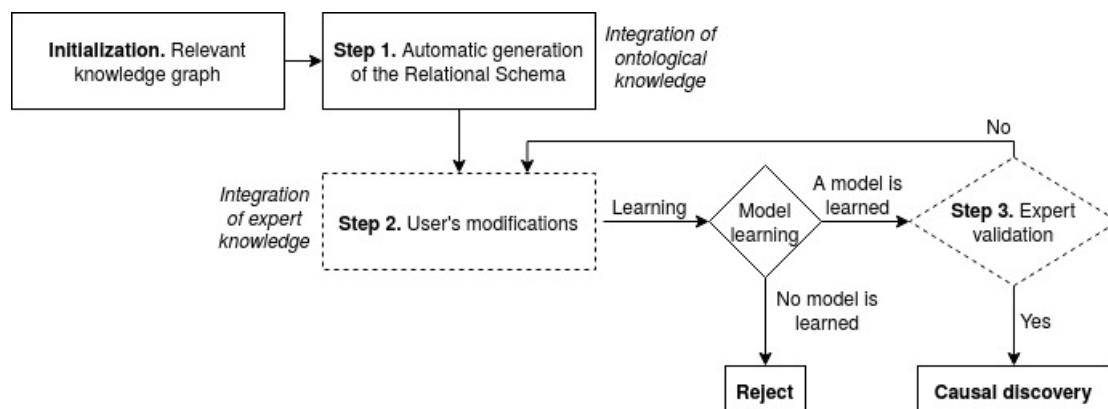 Initialization. Relevant
knowledge graph
Step 1. Automatic generation
of the Relational Schema
Integration of
ontological
knowledge
No
Integration
of expert
knowledge
Step 2. User's modifications
Learning
Model
learning
A model is
learned
Step 3. Expert
validation
No model is
learned
Yes
Reject
Causal discovery